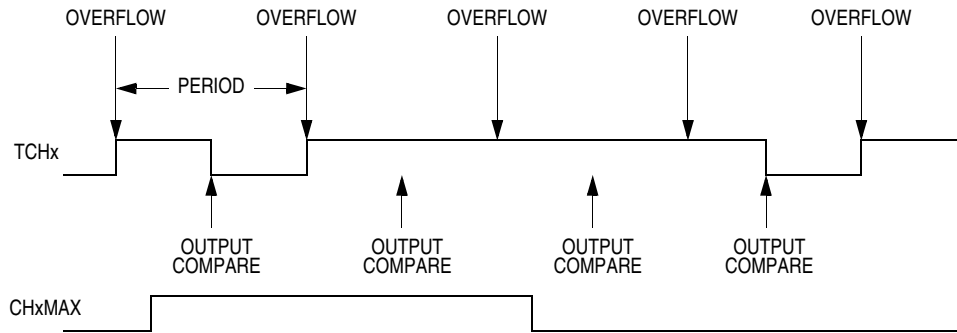 OVERFLOW OVERFLOW OVERFLOW OVERFLOW OVERFLOW
PERIOD
TCHx
OUTPUT OUTPUT OUTPUT OUTPUT
COMPARE COMPARE COMPARE COMPARE
CHxMAX